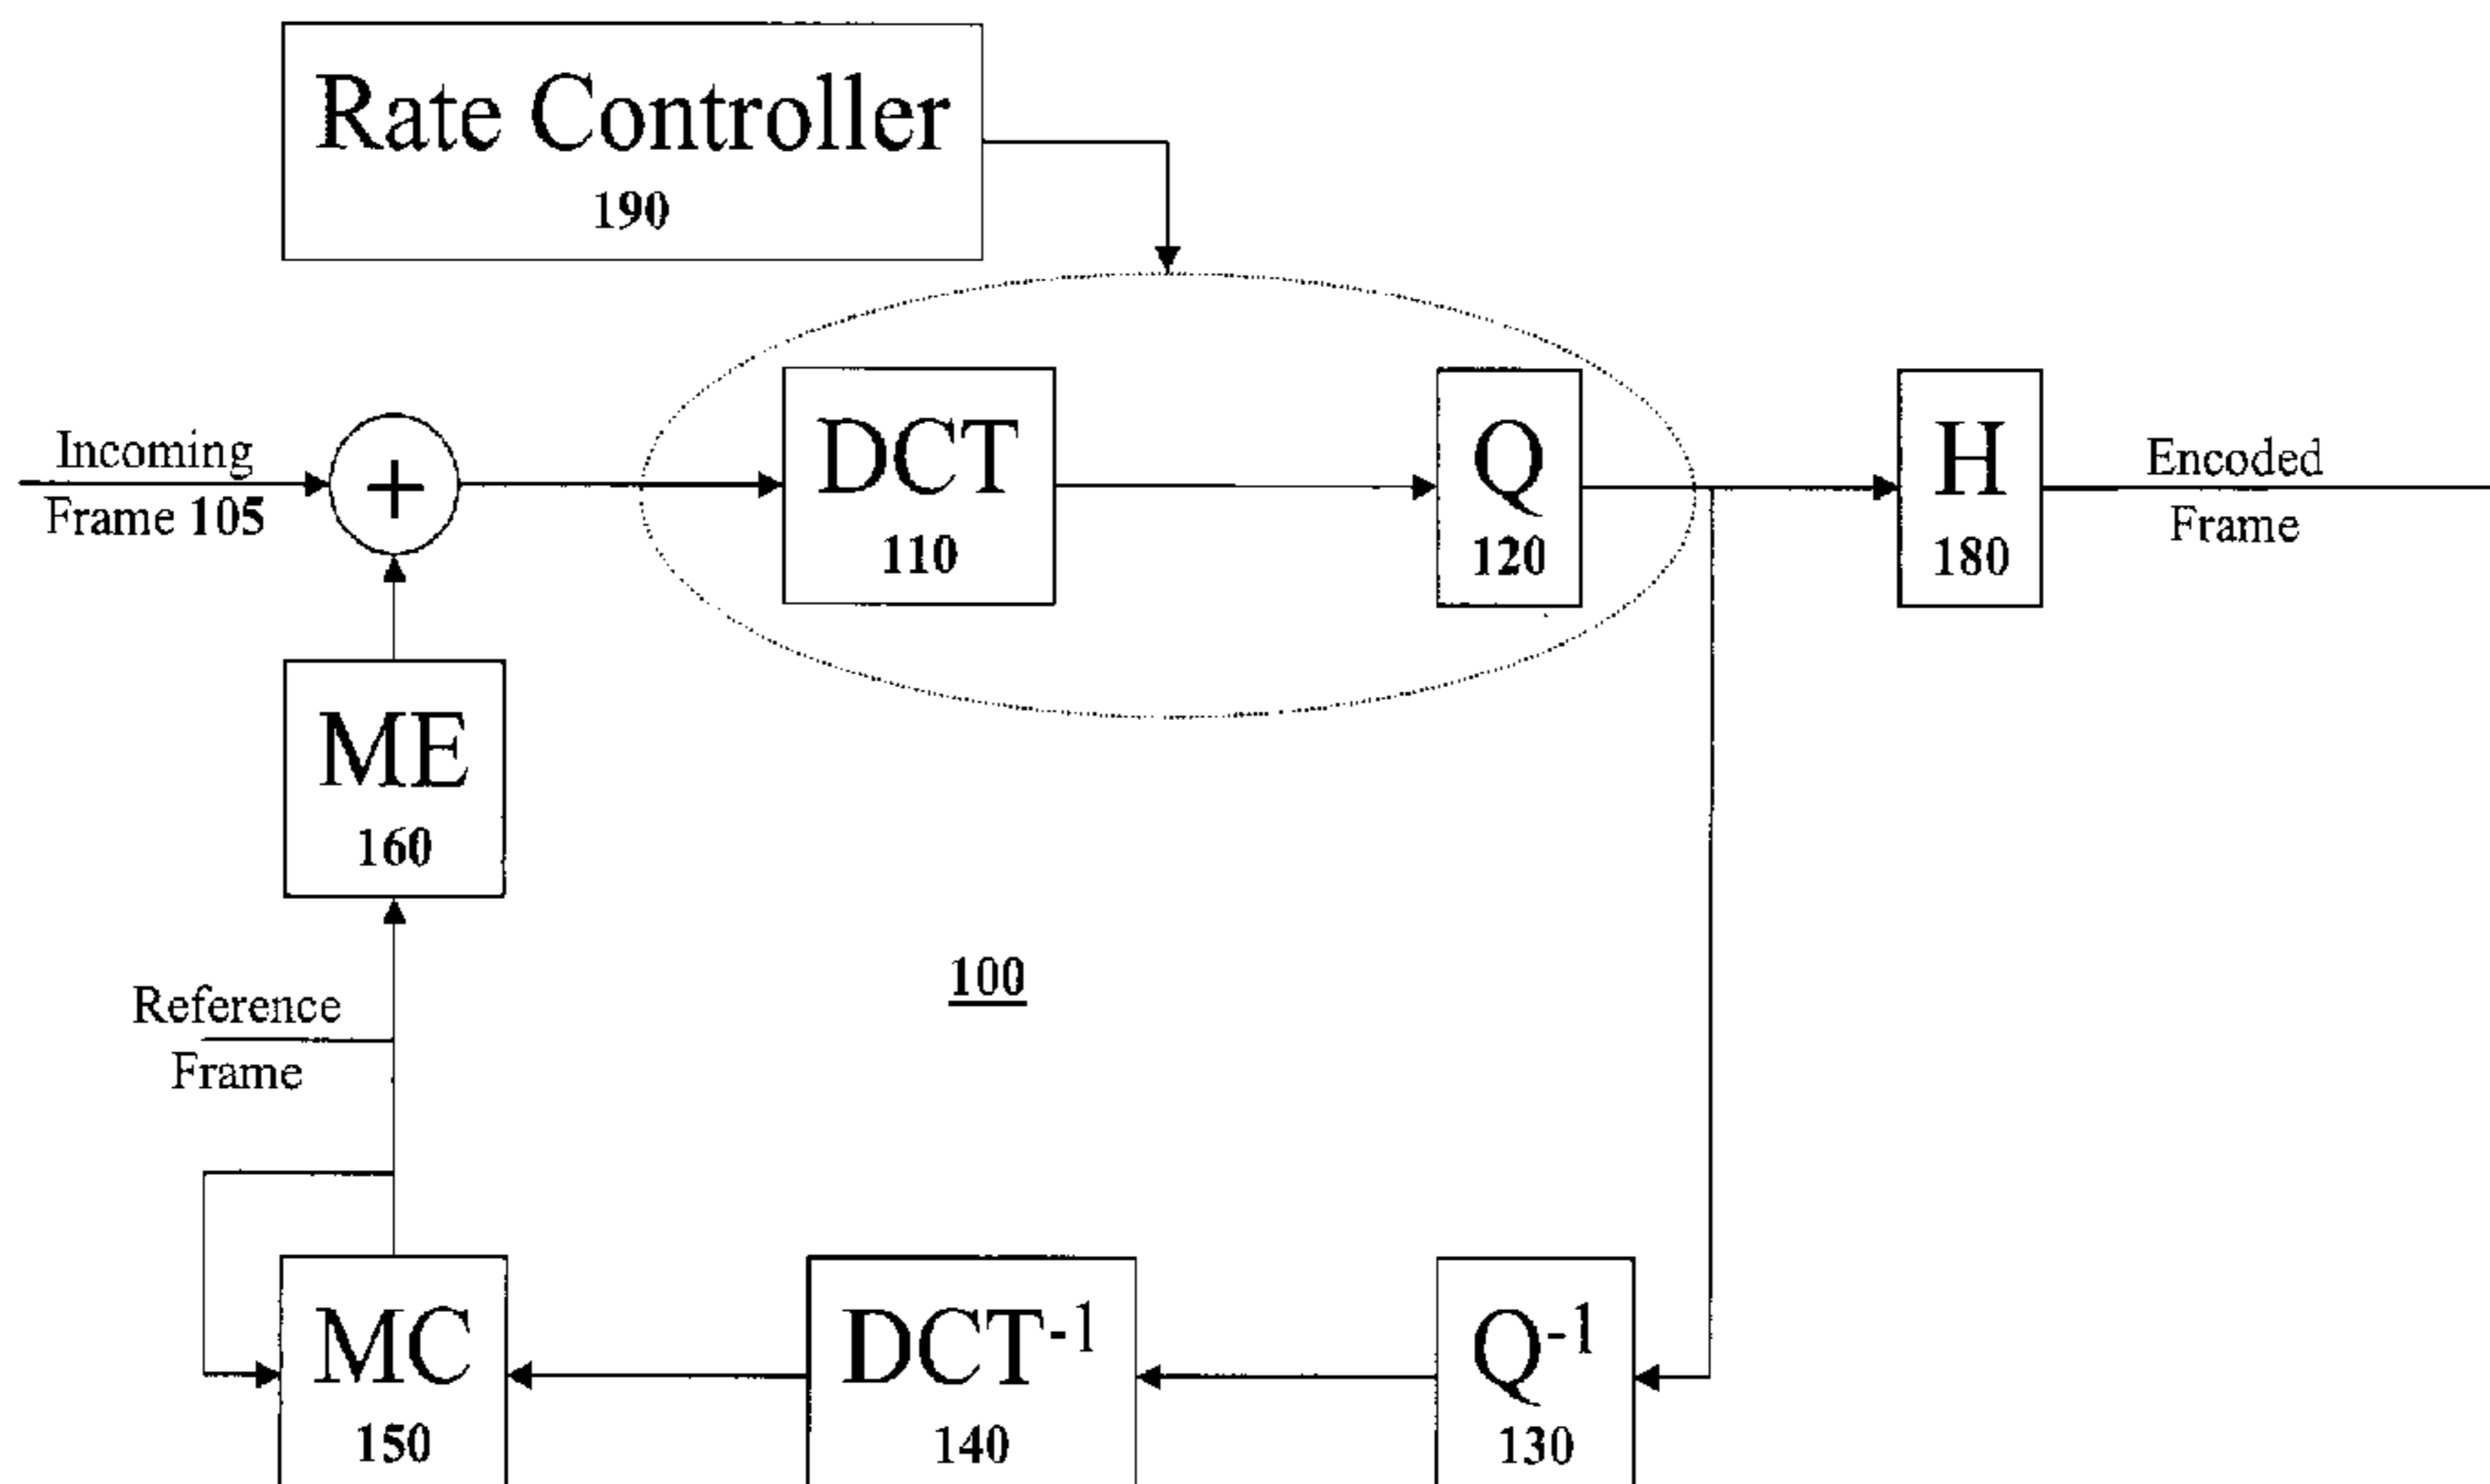 Rate Controller
190
Incoming
Frame 105
+
DCT
110
Q
120
H
180
Encoded
Frame
ME
160
100
Reference
Frame
MC
150
DCT-1
140
Q-1
130